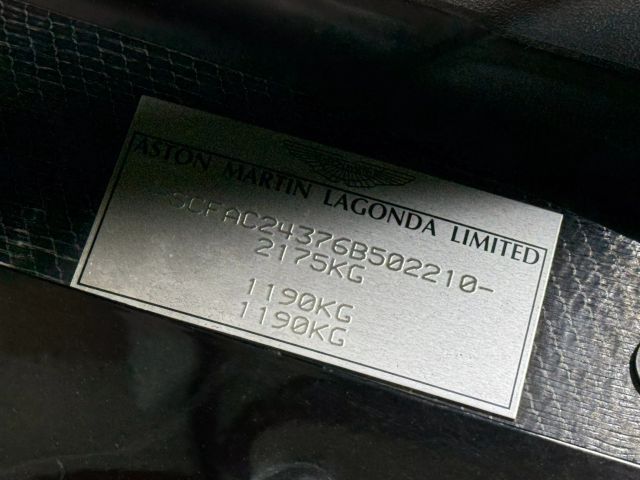 ASTON MARTIN LAGONDA LIMITED
-SCFAC24376B502210-
2175KG
1190KG
1190KG